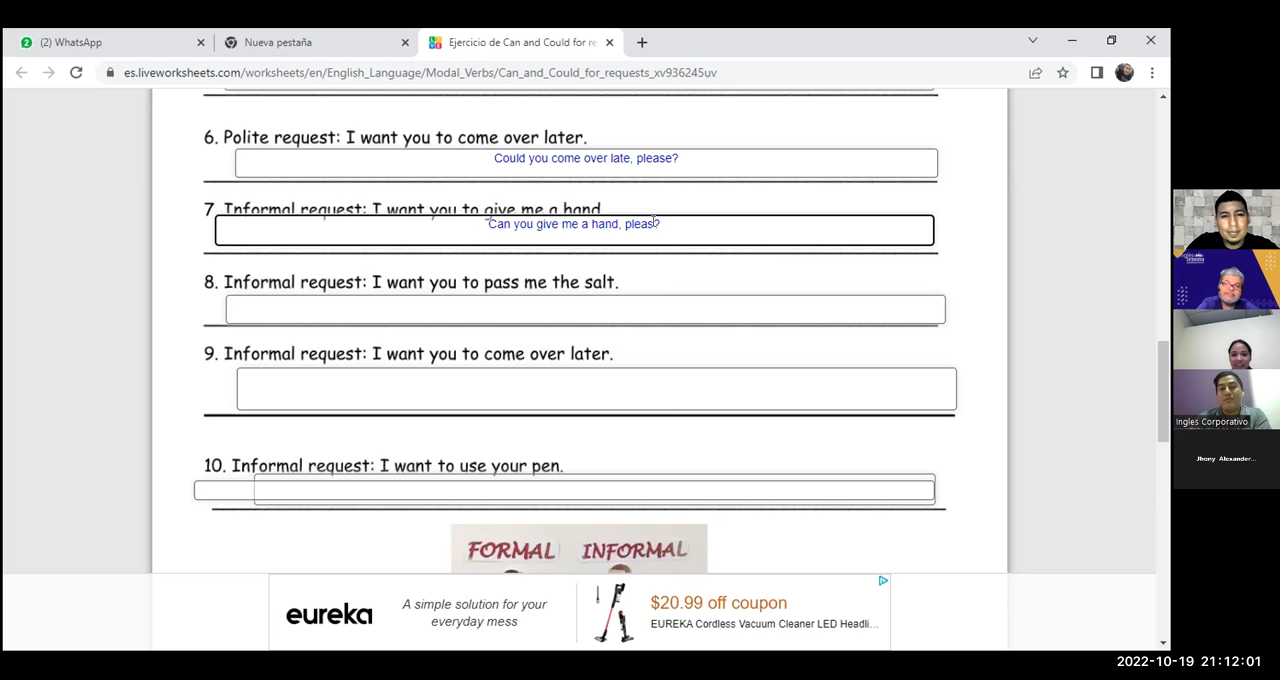 (2) WhatsApp
Nueva pestaña
Ejercicio de Can and Could for re
es.liveworksheets.com/worksheets/en/English_Language/Modal_Verbs/Can_and_Could_for_requests_xv936245uv
6. Polite request: I want you to come over later.
Could you come over late, please?
7. Informal request: I want you to give me a hand
Can you give me a hand, pleas?
8. Informal request: I want you to pass me the salt.
9. Informal request: I want you to come over later.
10. Informal request: I want to use your pen.
FORMAL INFORMAL
eureka
A simple solution for your
everyday mess
$20.99 off coupon
EUREKA Cordless Vacuum Cleaner LED Headli...
Ingles Corporativo
Jhony Alexander...
2022-10-19 21:12:01